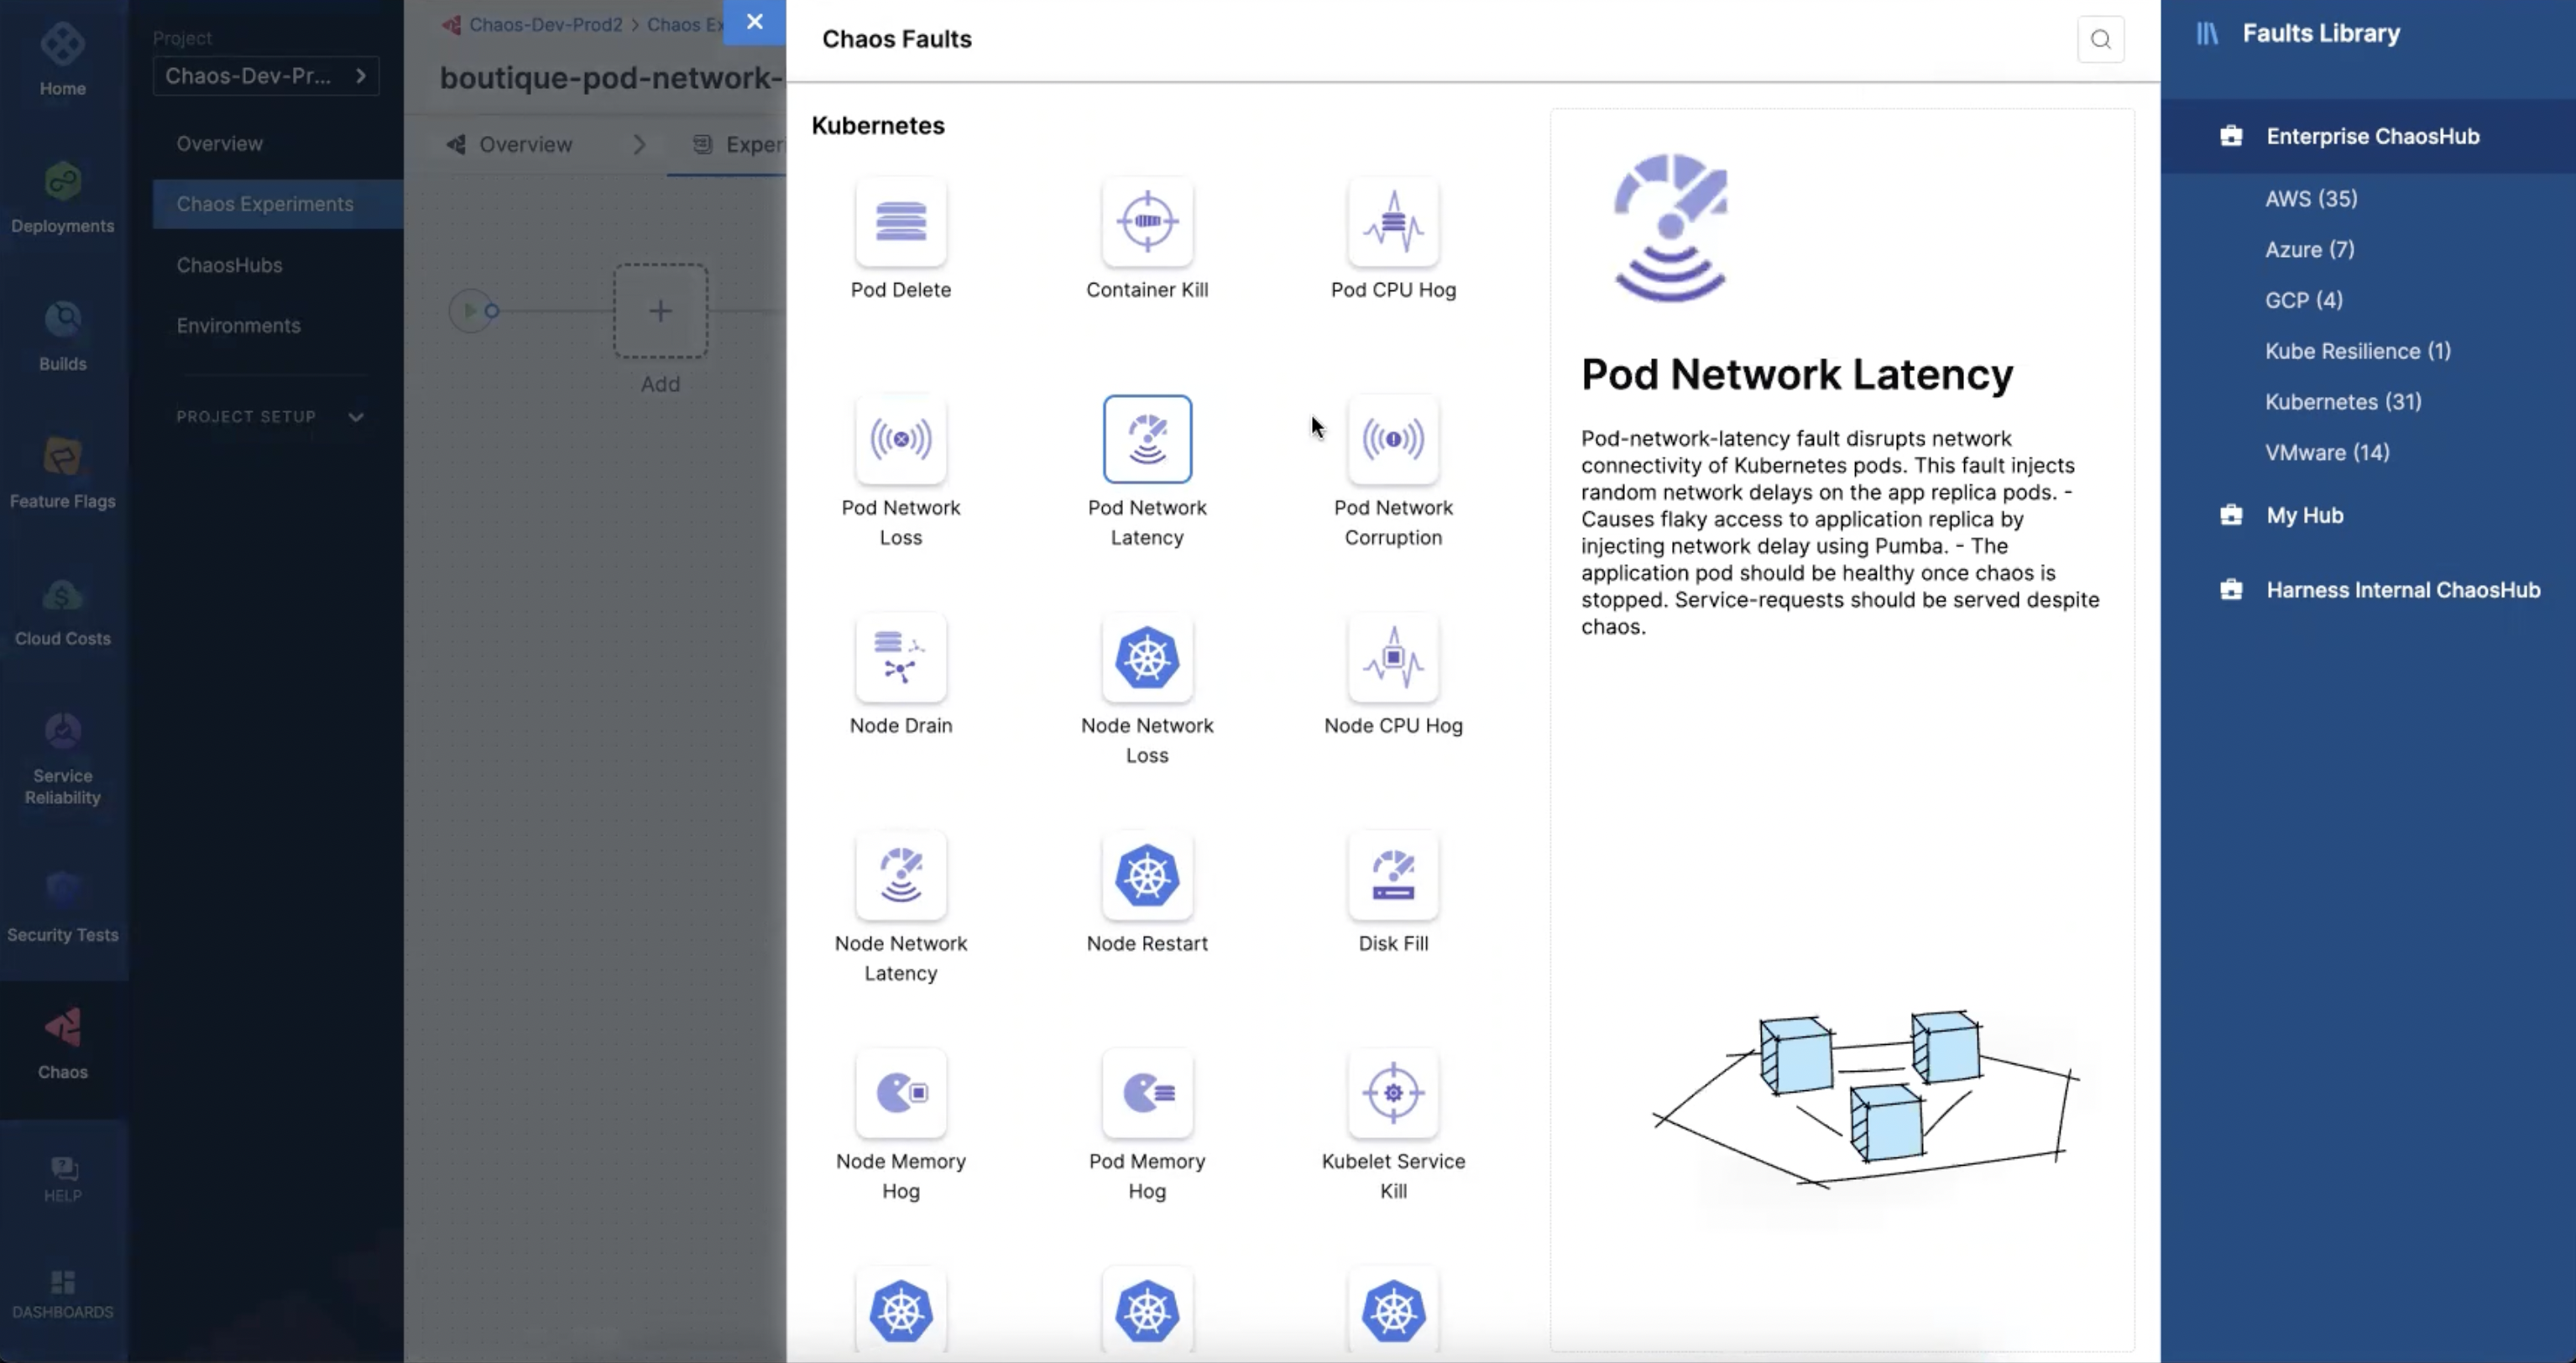 Home
Deployments
Builds
Feature Flags
Cloud Costs
Service
Reliability
Security Tests
Chaos
HELP
DASHBOARDS
Project
Chaos-Dev-Pr...
Overview
Chaos Experiments
ChaosHubs
Environments
PROJECT SETUP
Chaos-Dev-Prod2 > Chaos Ex
boutique-pod-network-
Overview
Experi
Add
Chaos Faults
Kubernetes
Pod Delete
Container Kill
Pod CPU Hog
Pod Network
Loss
Pod Network
Latency
Pod Network
Corruption
Node Drain
Node Network
Loss
Node CPU Hog
Node Network
Latency
Node Restart
Disk Fill
Node Memory
Hog
Pod Memory
Hog
Kubelet Service
Kill
Pod Network Latency
Pod-network-latency fault disrupts network
connectivity of Kubernetes pods. This fault injects
random network delays on the app replica pods. -
Causes flaky access to application replica by
injecting network delay using Pumba. - The
application pod should be healthy once chaos is
stopped. Service-requests should be served despite
chaos.
Faults Library
Enterprise ChaosHub
AWS (35)
Azure (7)
GCP (4)
Kube Resilience (1)
Kubernetes (31)
VMware (14)
My Hub
Harness Internal ChaosHub